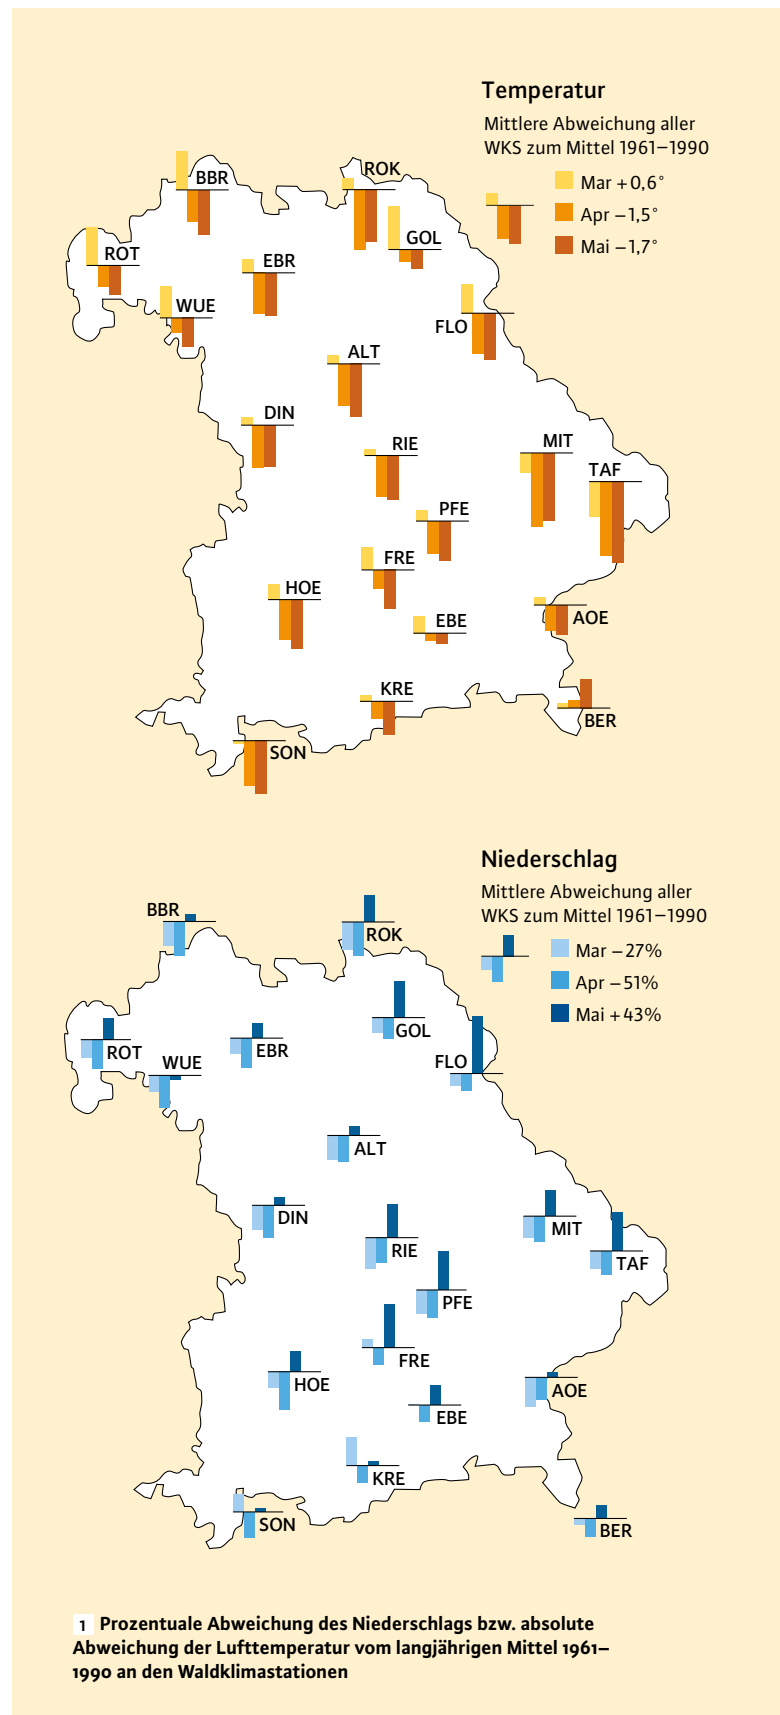 Temperatur
Mittlere Abweichung aller
WKS zum Mittel 1961–1990
Mar +0,6°
Apr –1,5°
Mai –1,7°
BBR
ROK
GOL
ROT
EBR
WUE
FLO
ALT
DIN
RIE
MIT
TAF
PFE
FRE
HOE
EBE
AOE
KRE
BER
SON
Niederschlag
Mittlere Abweichung aller
WKS zum Mittel 1961–1990
Mar –27%
Apr –51%
Mai +43%
BBR
ROK
GOL
ROT
EBR
WUE
FLO
ALT
DIN
MIT
RIE
TAF
PFE
FRE
HOE
AOE
EBE
KRE
SON
BER
1 Prozentuale Abweichung des Niederschlags bzw. absolute
Abweichung der Lufttemperatur vom langjährigen Mittel 1961–
1990 an den Waldklimastationen